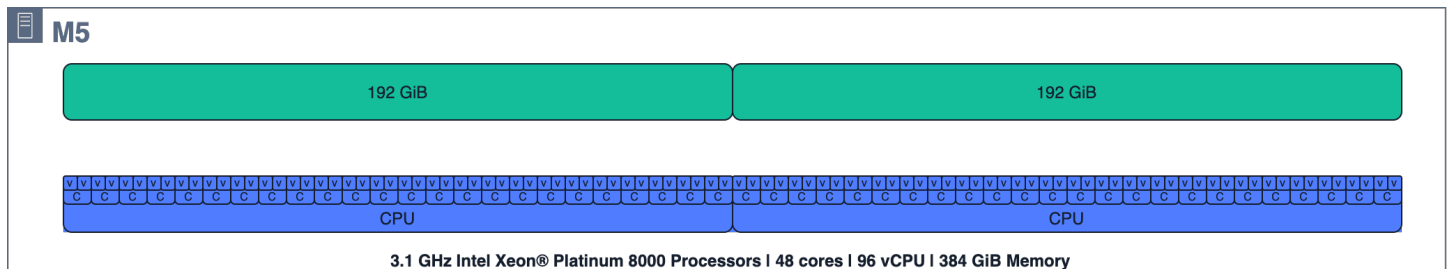 M5
192 GiB 192 GiB
v v v v v v v v v v v v v v v v v v v v v v v v v v v v v v v v v v v v v v v v v v v v v v v v v v v v v v v v v v v v v v v v v v v v v v v v v v v v v v v v v v v v v v v v v v v v v v v v
C C C C C C C C C C C C C C C C C C C C C C C C C C C C C C C C C C C C C C C C C C C C C C C C
CPU CPU
3.1 GHz Intel Xeon® Platinum 8000 Processors | 48 cores | 96 vCPU | 384 GiB Memory